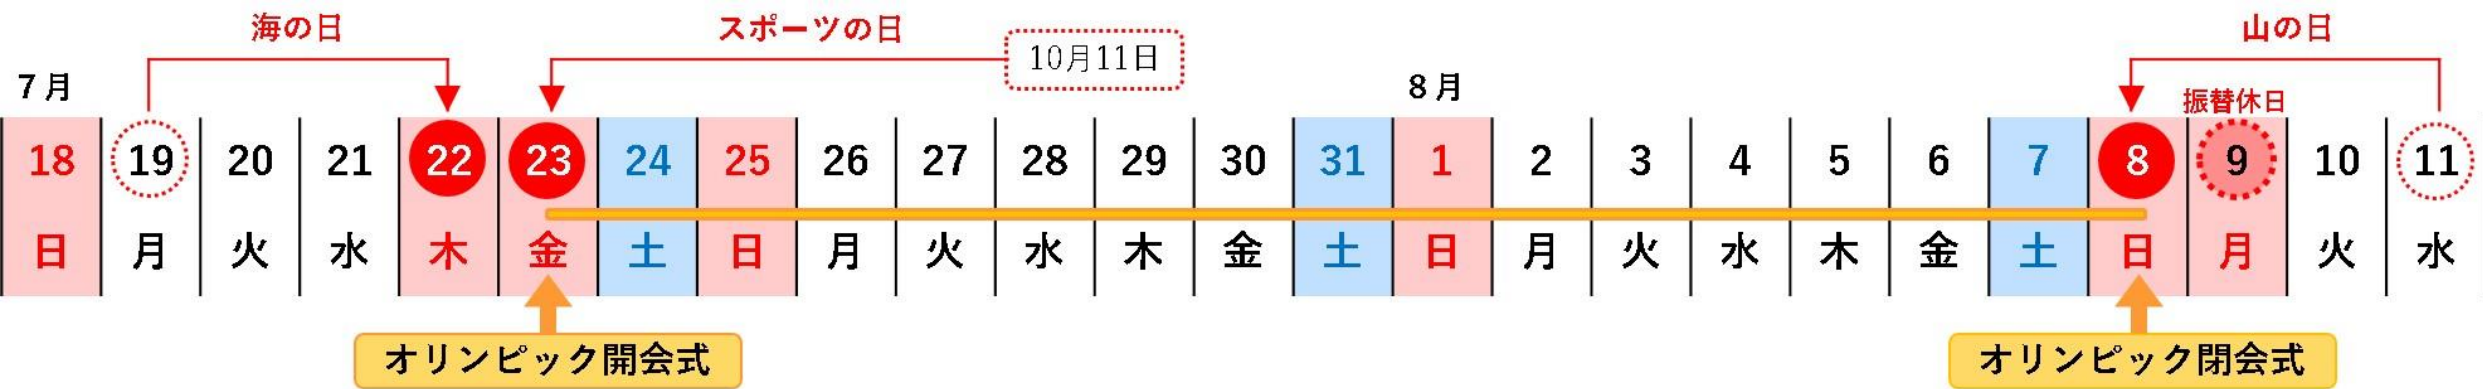 海の日 スポーツの日 山の日
10月11日
7月 8月
振替休日
18 19 20 21 22 23 24 25 26 27 28 29 30 31 1 2 3 4 5 6 7 8 9 10 11
日 月 火 水 木 金 土 日 月 火 水 木 金 土 日 月 火 水 木 金 土 日 月 火 水
オリンピック開会式 オリンピック閉会式